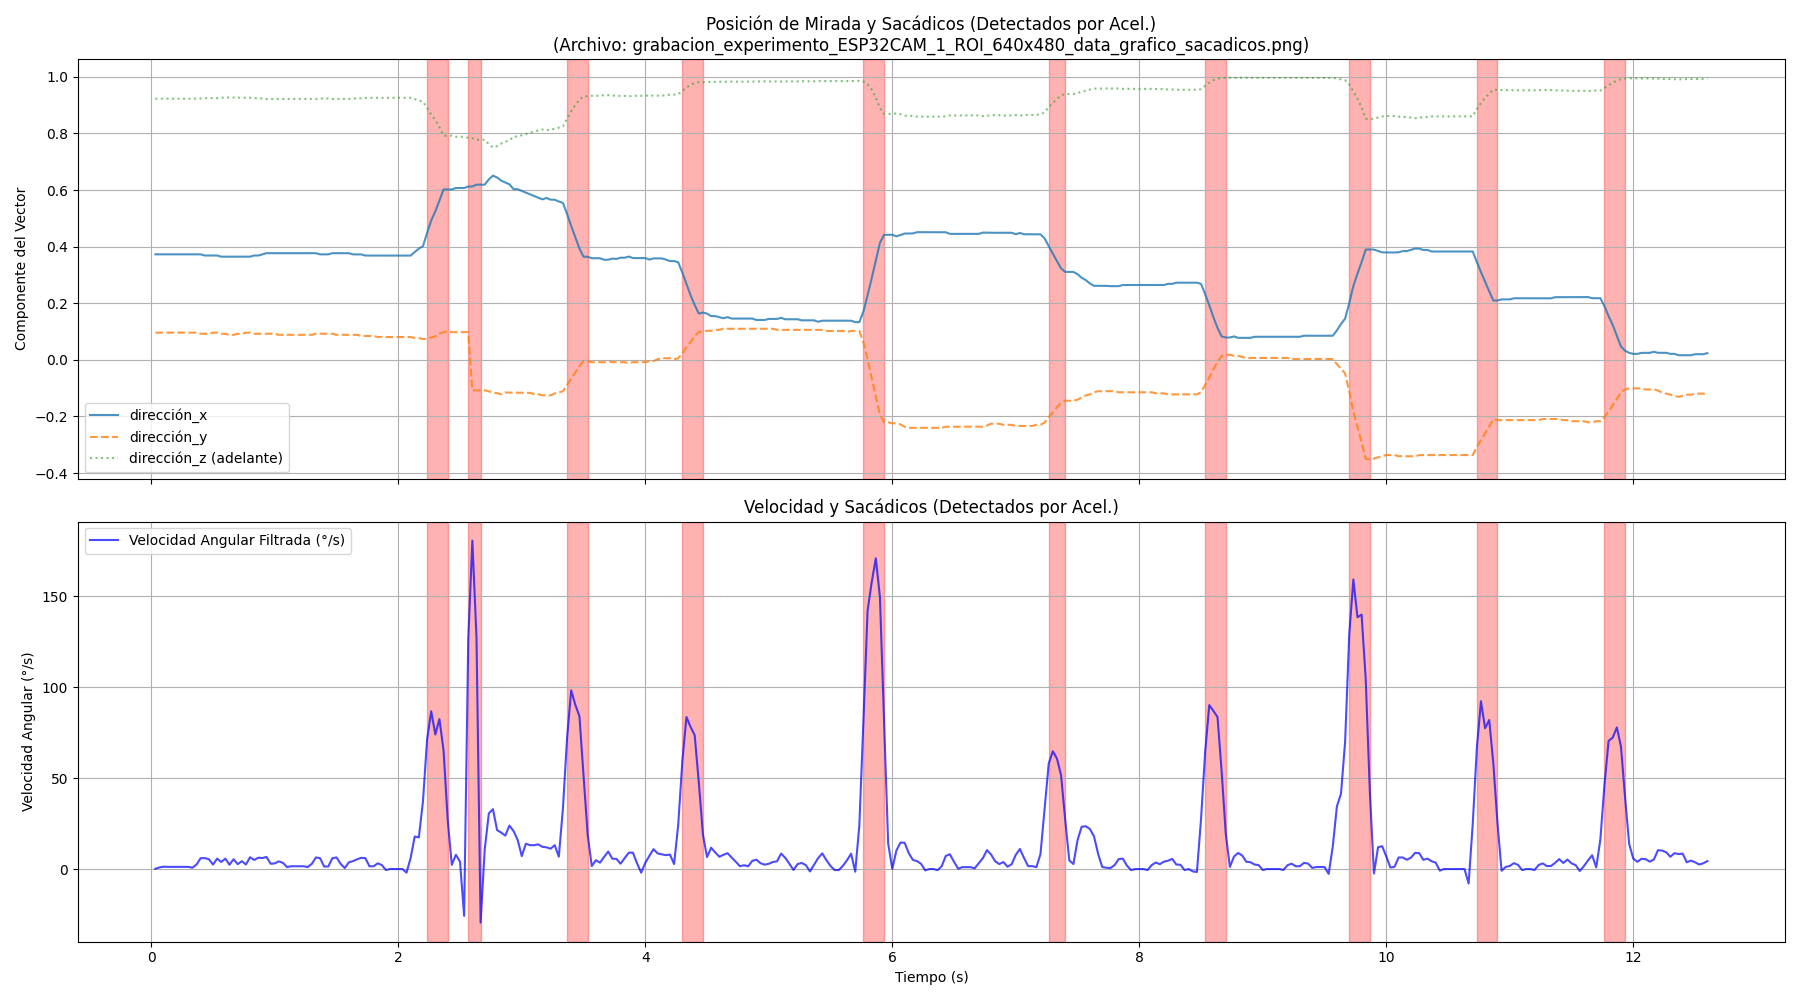 Posición de Mirada y Sacádicos (Detectados por Acel.)
(Archivo: grabacion_experimento_ESP32CAM_1_ROI_640x480_data_grafico_sacadicos.png)
Componente del Vector
1.0
0.8
0.6
0.4
0.2
0.0
−0.2
−0.4
dirección_x
dirección_y
dirección_z (adelante)
Velocidad y Sacádicos (Detectados por Acel.)
Velocidad Angular Filtrada (°/s)
Velocidad Angular (°/s)
150
100
50
0
0 2 4 6 8 10 12
Tiempo (s)